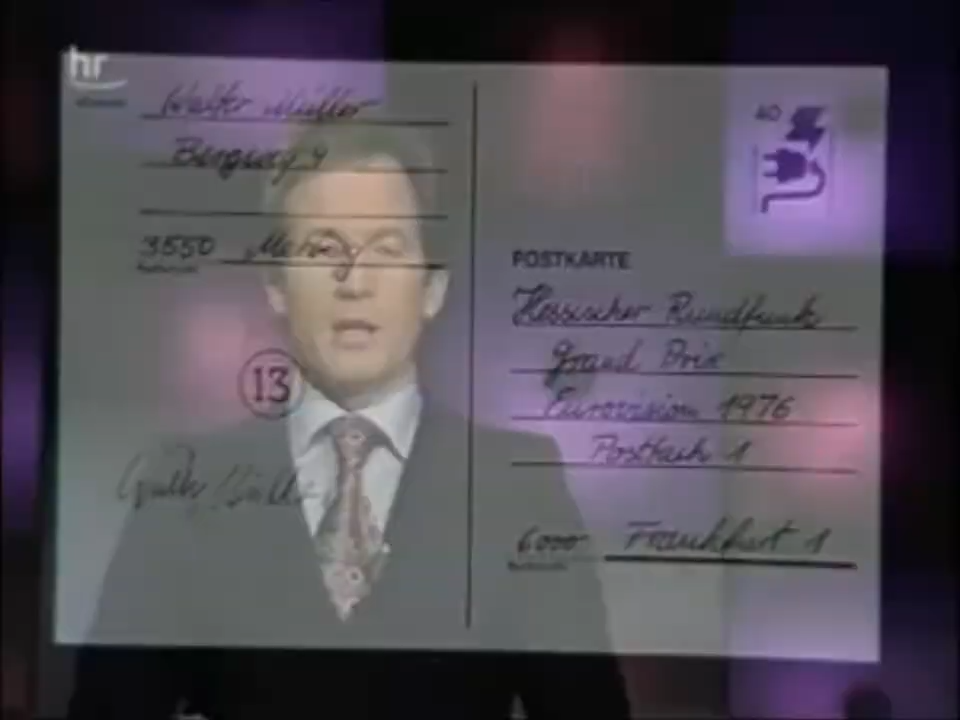 hr
Walter Müller
Bergweg 9
3550
13
40
POSTKARTE
Hessischer Rundfunk
Grand Prix
Eurovision 1976
Postfach 1
6000 Frankfurt 1